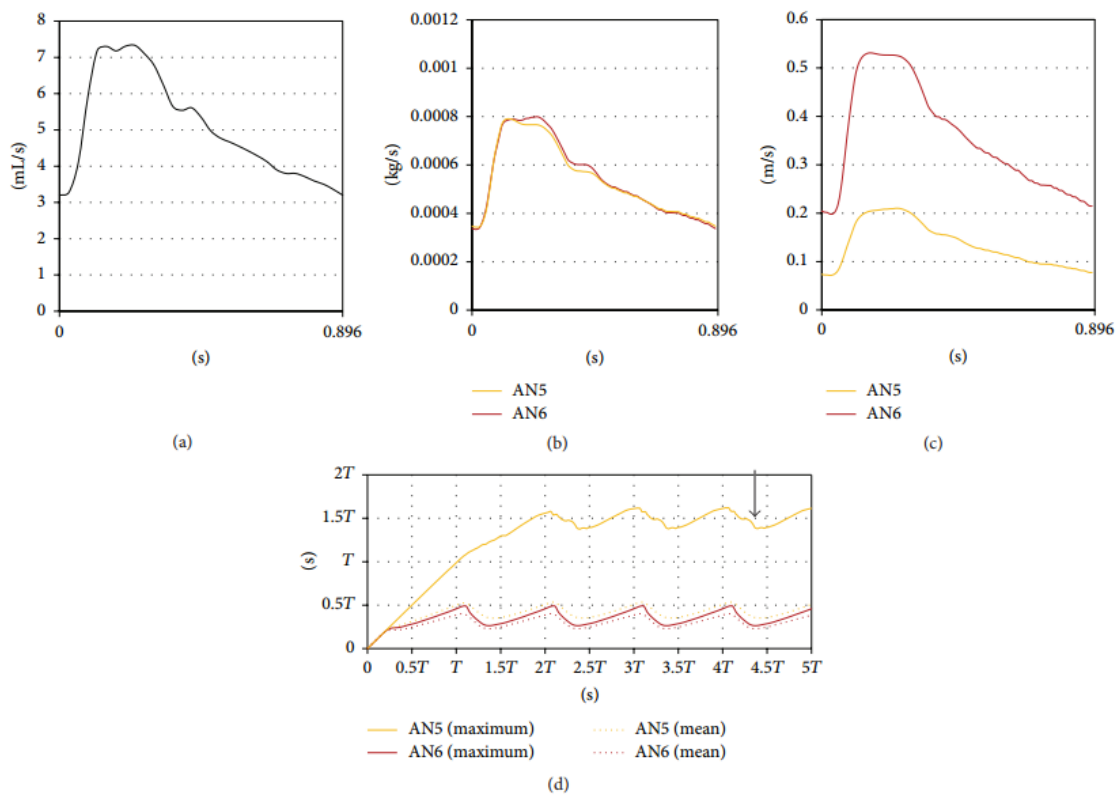 8
7
6
5
4
3
2
1
0
(mL/s)
0
0.896
(s)
(a)
0.0012
0.001
0.0008
0.0006
0.0004
0.0002
0
(kg/s)
0
0.896
(s)
AN5
AN6
(b)
0.6
0.5
0.4
0.3
0.2
0.1
0
(m/s)
0
0.896
(s)
AN5
AN6
(c)
2T
1.5T
T
0.5T
0
(s)
0 0.5T T 1.5T 2T 2.5T 3T 3.5T 4T 4.5T 5T
(s)
AN5 (maximum) AN5 (mean)
AN6 (maximum) AN6 (mean)
(d)